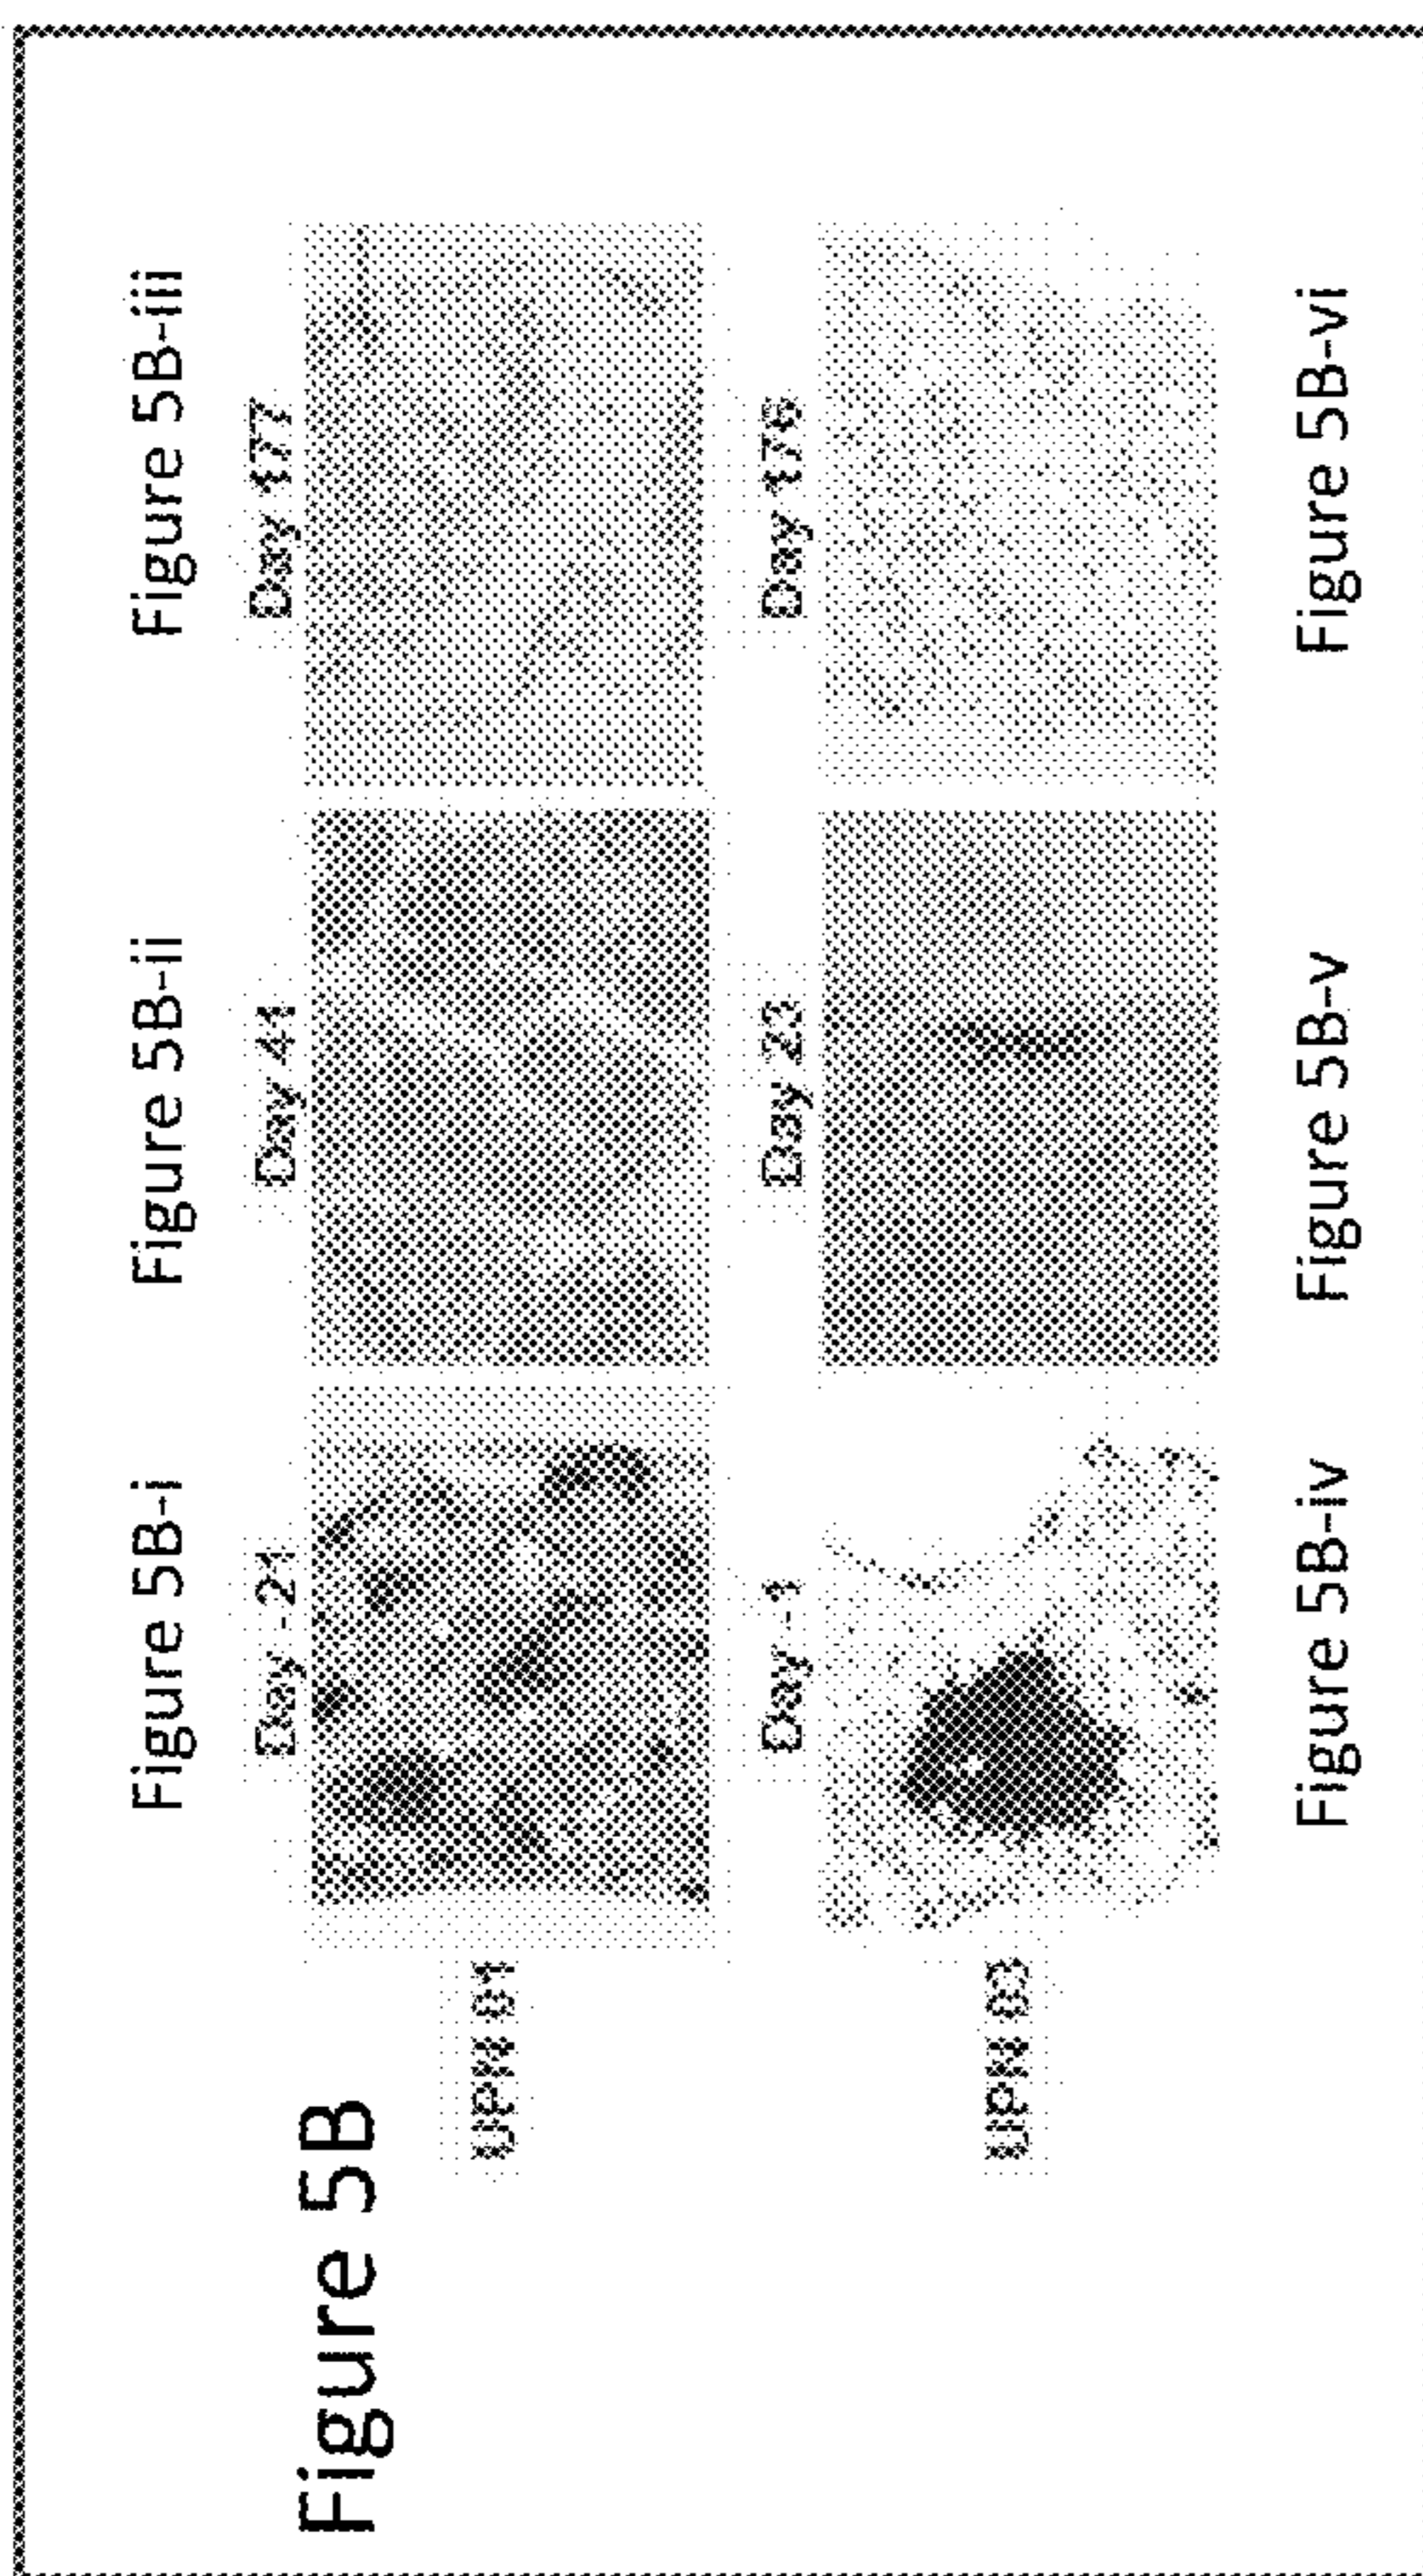 Figure 5B
Figure 5B-i
Figure 5B-ii
Figure 5B-iii
Day -21
Day 41
Day 177
UPN 01
Day -1
Day 23
Day 176
UPN 03
Figure 5B-iv
Figure 5B-v
Figure 5B-vi